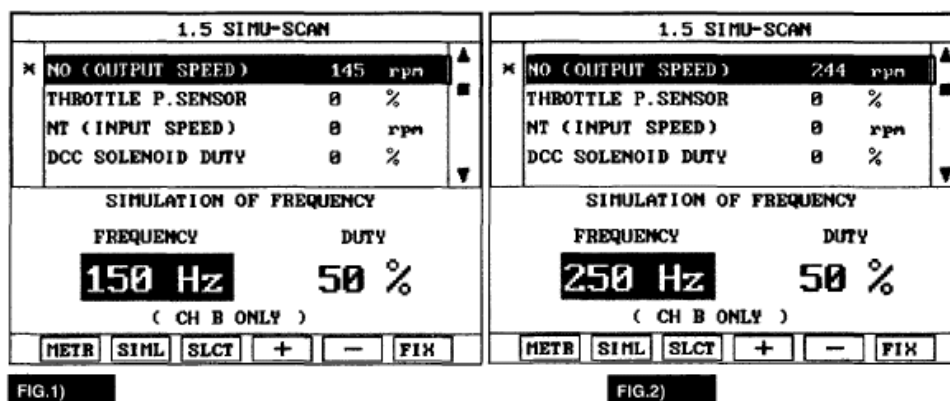 1.5 SIMU-SCAN
* NO (OUTPUT SPEED) 145 rpm
THROTTLE P.SENSOR 0 %
NT (INPUT SPEED) 0 rpm
DCC SOLENOID DUTY 0 %
SIMULATION OF FREQUENCY
FREQUENCY DUTY
150 Hz 50 %
( CH B ONLY )
METR SIML SLCT + - FIX
FIG.1)
1.5 SIMU-SCAN
* NO (OUTPUT SPEED) 244 rpm
THROTTLE P.SENSOR 0 %
NT (INPUT SPEED) 0 rpm
DCC SOLENOID DUTY 0 %
SIMULATION OF FREQUENCY
FREQUENCY DUTY
250 Hz 50 %
( CH B ONLY )
METR SIML SLCT + - FIX
FIG.2)